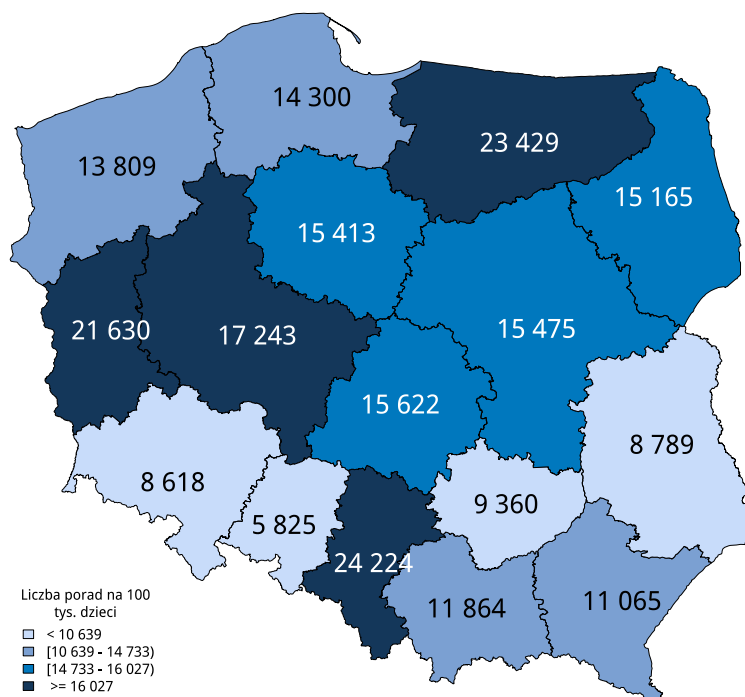 14 300
23 429
13 809
15 165
15 413
21 630
17 243
15 475
15 622
8 789
8 618
9 360
5 825
24 224
11 864
11 065
Liczba porad na 100
tys. dzieci
< 10 639
[10 639 - 14 733)
[14 733 - 16 027)
>= 16 027